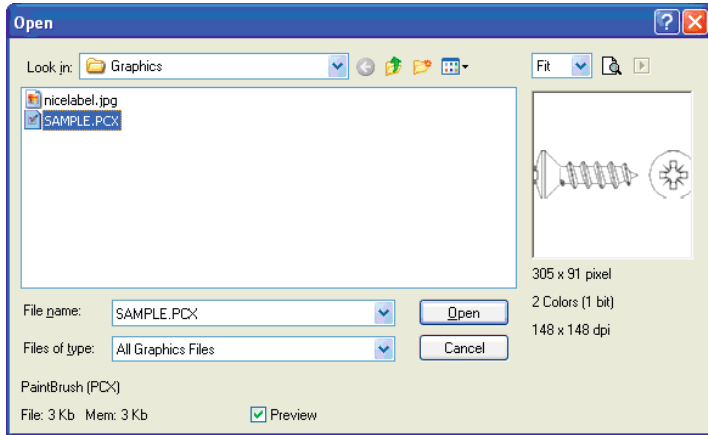 Open
Look in: Graphics
Fit
nicelabel.jpg
SAMPLE.PCX
305 x 91 pixel
2 Colors (1 bit)
148 x 148 dpi
File name: SAMPLE.PCX Open
Files of type: All Graphics Files Cancel
PaintBrush (PCX)
File: 3 Kb Mem: 3 Kb Preview